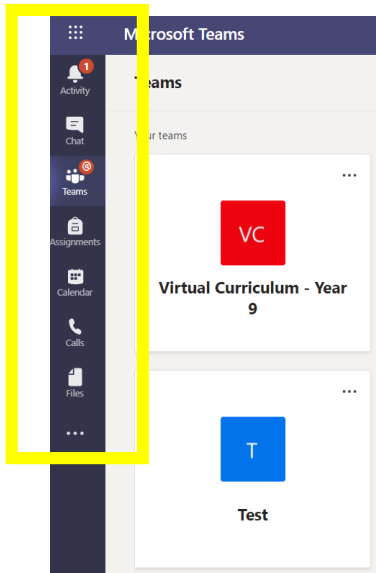 Microsoft Teams
1
Activity
Teams
Chat
Your teams
@
Teams
VC
Assignments
Virtual Curriculum - Year
9
Calendar
Calls
Files
T
Test